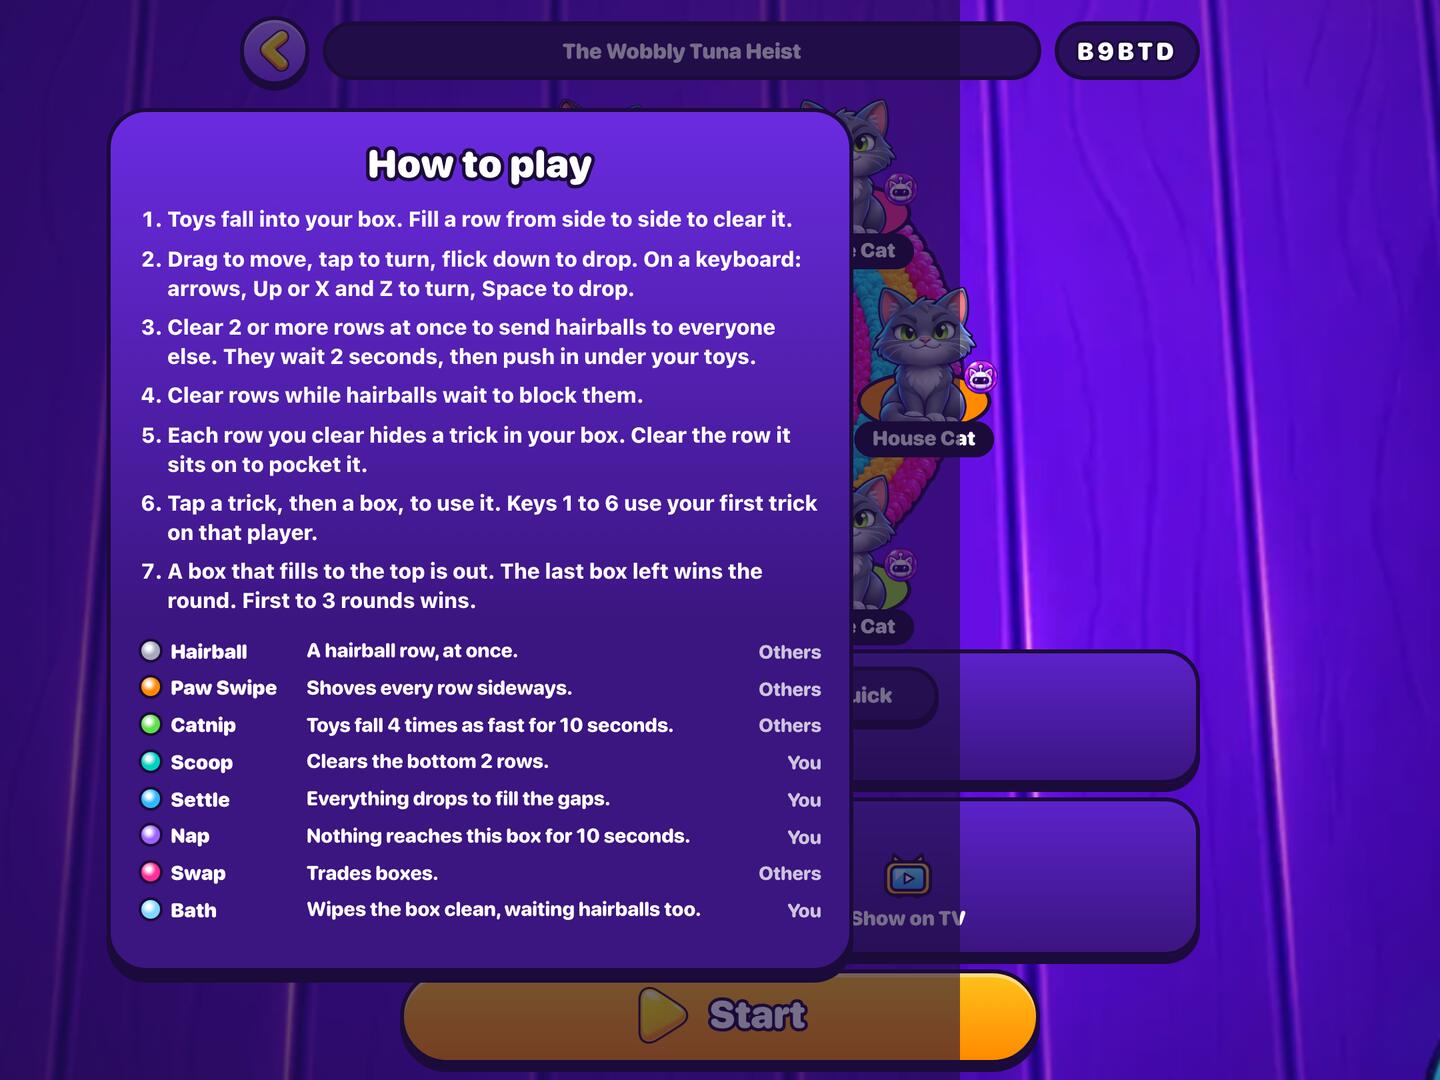 The Wobbly Tuna Heist
B9BTD
How to play
1. Toys fall into your box. Fill a row from side to side to clear it.
2. Drag to move, tap to turn, flick down to drop. On a keyboard:
arrows, Up or X and Z to turn, Space to drop.
3. Clear 2 or more rows at once to send hairballs to everyone
else. They wait 2 seconds, then push in under your toys.
4. Clear rows while hairballs wait to block them.
5. Each row you clear hides a trick in your box. Clear the row it
sits on to pocket it.
6. Tap a trick, then a box, to use it. Keys 1 to 6 use your first trick
on that player.
7. A box that fills to the top is out. The last box left wins the
round. First to 3 rounds wins.
Hairball A hairball row, at once. Others
Paw Swipe Shoves every row sideways. Others
Catnip Toys fall 4 times as fast for 10 seconds. Others
Scoop Clears the bottom 2 rows. You
Settle Everything drops to fill the gaps. You
Nap Nothing reaches this box for 10 seconds. You
Swap Trades boxes. Others
Bath Wipes the box clean, waiting hairballs too. You
Cat
House Cat
Cat
Show on TV
Start